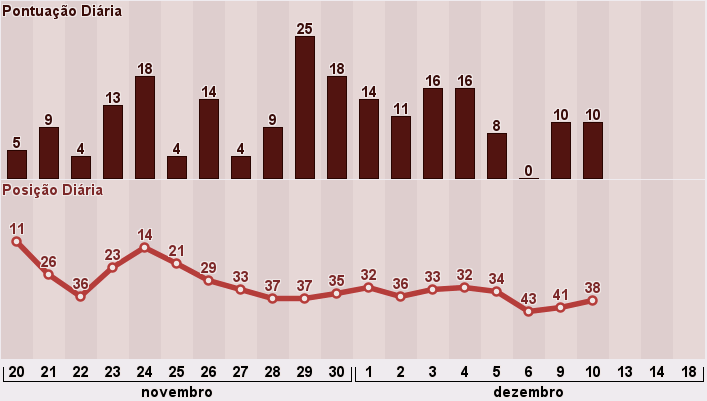 Pontuação Diária
5 9 4 13 18 4 14 4 9 25 18 14 11 16 16 8 0 10 10
Posição Diária
11 26 36 23 14 21 29 33 37 37 35 32 36 33 32 34 43 41 38
20 21 22 23 24 25 26 27 28 29 30 1 2 3 4 5 6 9 10 13 14 18
novembro dezembro